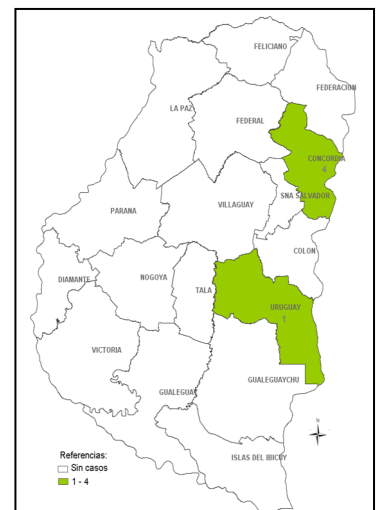 FELICIANO
FEDERACION
LA PAZ
FEDERAL
CONCORDIA
4
SNA SALVADOR
PARANA
VILLAGUAY
COLON
DIAMANTE
NOGOYA
TALA
URUGUAY
1
VICTORIA
GUALEGUAY
GUALEGUAYCHU
N
ISLAS DEL IBICUY
Referencias:
Sin casos
1 - 4